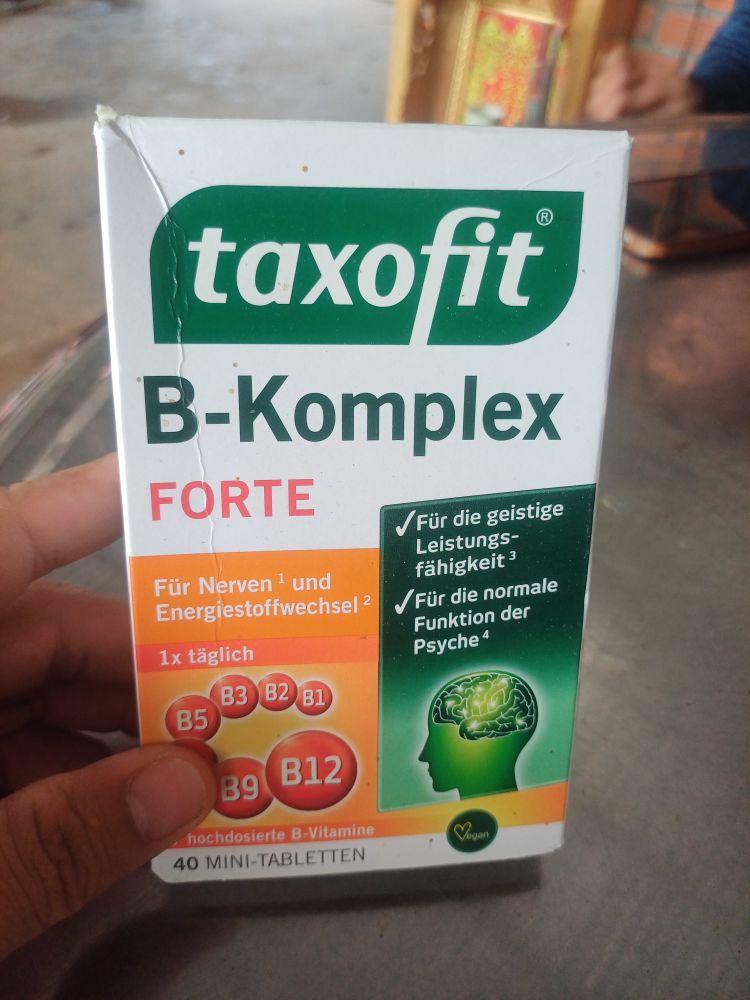 taxofit®
B-Komplex
FORTE
✓Für die geistige
Leistungs-
fähigkeit ³
✓Für die normale
Funktion der
Psyche ⁴
Für Nerven ¹ und
Energiestoffwechsel ²
1x täglich
B5 B3 B2 B1
B9 B12
hochdosierte B-Vitamine
Vegan
40 MINI-TABLETTEN